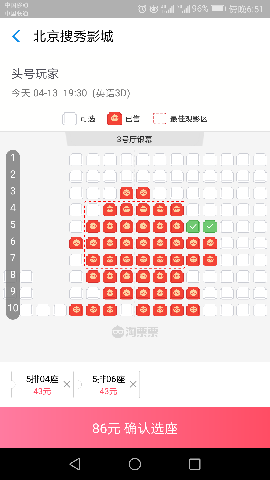 中国移动
96% 傍晚6:51
中国电信
北京搜秀影城
头号玩家
今天 04-13 19:30 (英语3D)
可选 已售 最佳观影区
3号厅银幕
1
2
3
4
5
6
7
8
9
10
淘票票
5排04座 5排06座
43元 43元
86元 确认选座